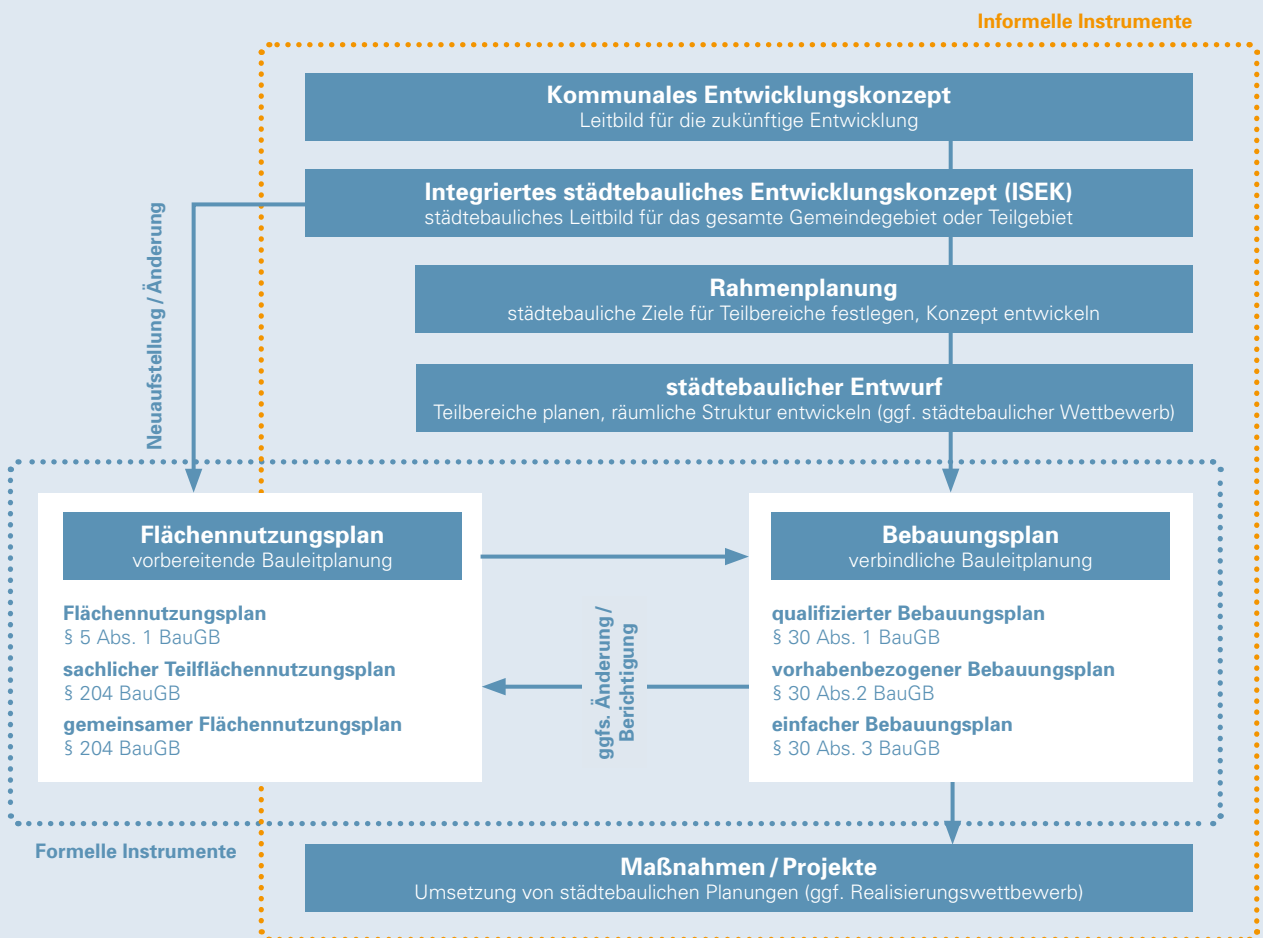 Informelle Instrumente
Kommunales Entwicklungskonzept
Leitbild für die zukünftige Entwicklung
Integriertes städtebauliches Entwicklungskonzept (ISEK)
städtebauliches Leitbild für das gesamte Gemeindegebiet oder Teilgebiet
Rahmenplanung
städtebauliche Ziele für Teilbereiche festlegen, Konzept entwickeln
städtebaulicher Entwurf
Teilbereiche planen, räumliche Struktur entwickeln (ggf. städtebaulicher Wettbewerb)
Neuaufstellung / Änderung
Flächennutzungsplan
vorbereitende Bauleitplanung
Flächennutzungsplan
§ 5 Abs. 1 BauGB
sachlicher Teilflächennutzungsplan
§ 204 BauGB
gemeinsamer Flächennutzungsplan
§ 204 BauGB
ggfs. Änderung /
Berichtigung
Bebauungsplan
verbindliche Bauleitplanung
qualifizierter Bebauungsplan
§ 30 Abs. 1 BauGB
vorhabenbezogener Bebauungsplan
§ 30 Abs.2 BauGB
einfacher Bebauungsplan
§ 30 Abs. 3 BauGB
Formelle Instrumente
Maßnahmen / Projekte
Umsetzung von städtebaulichen Planungen (ggf. Realisierungswettbewerb)